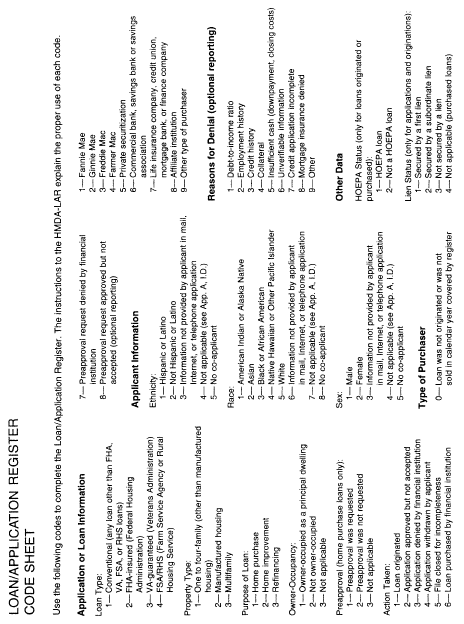 LOAN/APPLICATION REGISTER
CODE SHEET
Use the following codes to complete the Loan/Application Register. The instructions to the HMDA-LAR explain the proper use of each code.
Application or Loan Information
Loan Type:
1—Conventional (any loan other than FHA,
VA, FSA, or RHS loans)
2—FHA-insured (Federal Housing
Administration)
3—VA-guaranteed (Veterans Administration)
4—FSA/RHS (Farm Service Agency or Rural
Housing Service)
Property Type:
1—One to four-family (other than manufactured
housing)
2—Manufactured housing
3—Multifamily
Purpose of Loan:
1—Home purchase
2—Home improvement
3—Refinancing
Owner-Occupancy:
1—Owner-occupied as a principal dwelling
2—Not owner-occupied
3—Not applicable
Preapproval (home purchase loans only):
1—Preapproval was requested
2—Preapproval was not requested
3—Not applicable
Action Taken:
1—Loan originated
2—Application approved but not accepted
3—Application denied by financial institution
4—Application withdrawn by applicant
5—File closed for incompleteness
6—Loan purchased by financial institution
7—Preapproval request denied by financial
institution
8—Preapproval request approved but not
accepted (optional reporting)
Applicant Information
Ethnicity:
1—Hispanic or Latino
2—Not Hispanic or Latino
3—Information not provided by applicant in mail,
Internet, or telephone application
4—Not applicable (see App. A, I.D.)
5—No co-applicant
Race:
1—American Indian or Alaska Native
2—Asian
3—Black or African American
4—Native Hawaiian or Other Pacific Islander
5—White
6—Information not provided by applicant
in mail, Internet, or telephone application
7—Not applicable (see App. A, I.D.)
8—No co-applicant
Sex:
1—Male
2—Female
3—Information not provided by applicant
in mail, Internet, or telephone application
4—Not applicable (see App. A, I.D.)
5—No co-applicant
Type of Purchaser
0—Loan was not originated or was not
sold in calendar year covered by register
1—Fannie Mae
2—Ginnie Mae
3—Freddie Mac
4—Farmer Mac
5—Private securitization
6—Commercial bank, savings bank or savings
association
7—Life insurance company, credit union,
mortgage bank, or finance company
8—Affiliate institution
9—Other type of purchaser
Reasons for Denial (optional reporting)
1—Debt-to-income ratio
2—Employment history
3—Credit history
4—Collateral
5—Insufficient cash (downpayment, closing costs)
6—Unverifiable information
7—Credit application incomplete
8—Mortgage insurance denied
9—Other
Other Data
HOEPA Status (only for loans originated or
purchased):
1—HOEPA loan
2—Not a HOEPA loan
Lien Status (only for applications and originations):
1—Secured by a first lien
2—Secured by a subordinate lien
3—Not secured by a lien
4—Not applicable (purchased loans)